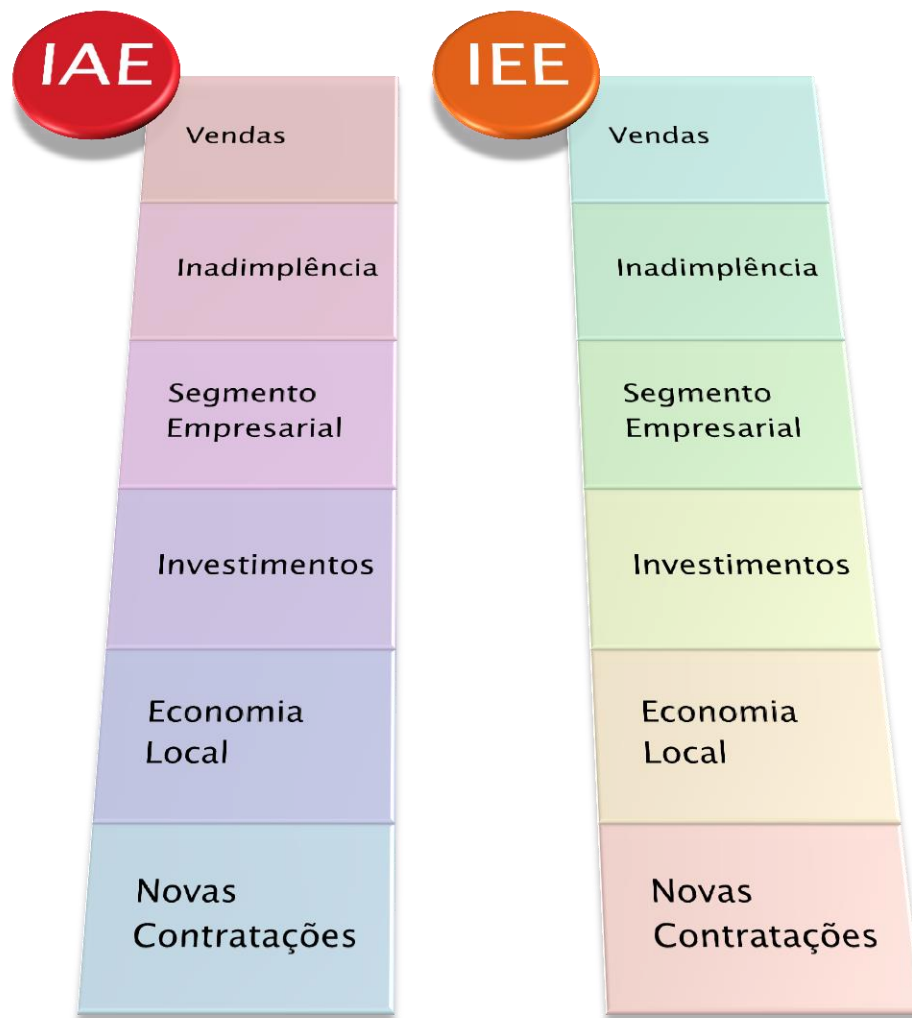 IAE
Vendas
Inadimplência
Segmento
Empresarial
Investimentos
Economia
Local
Novas
Contratações
IEE
Vendas
Inadimplência
Segmento
Empresarial
Investimentos
Economia
Local
Novas
Contratações